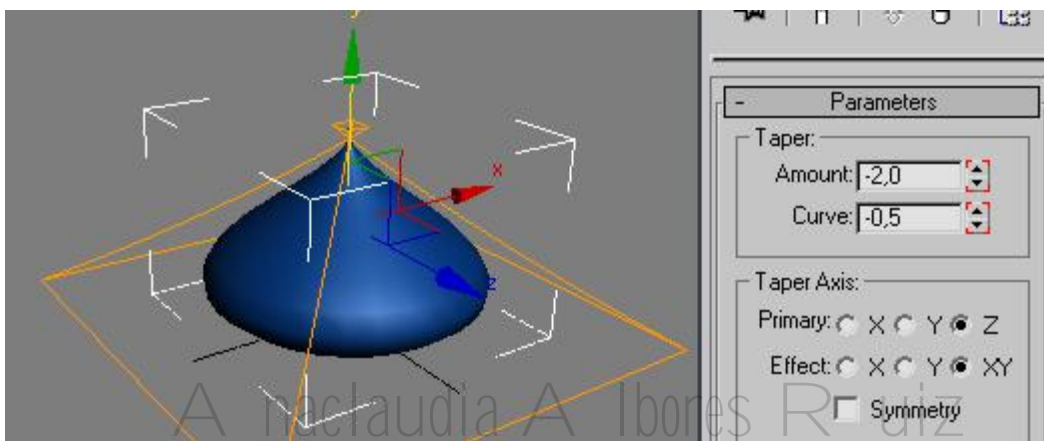 y
x
z
- Parameters
Taper:
Amount: -2,0
Curve: -0,5
Taper Axis:
Primary: X Y Z
Effect: X Y XY
Symmetry
Anaclaudia Albores Ruiz